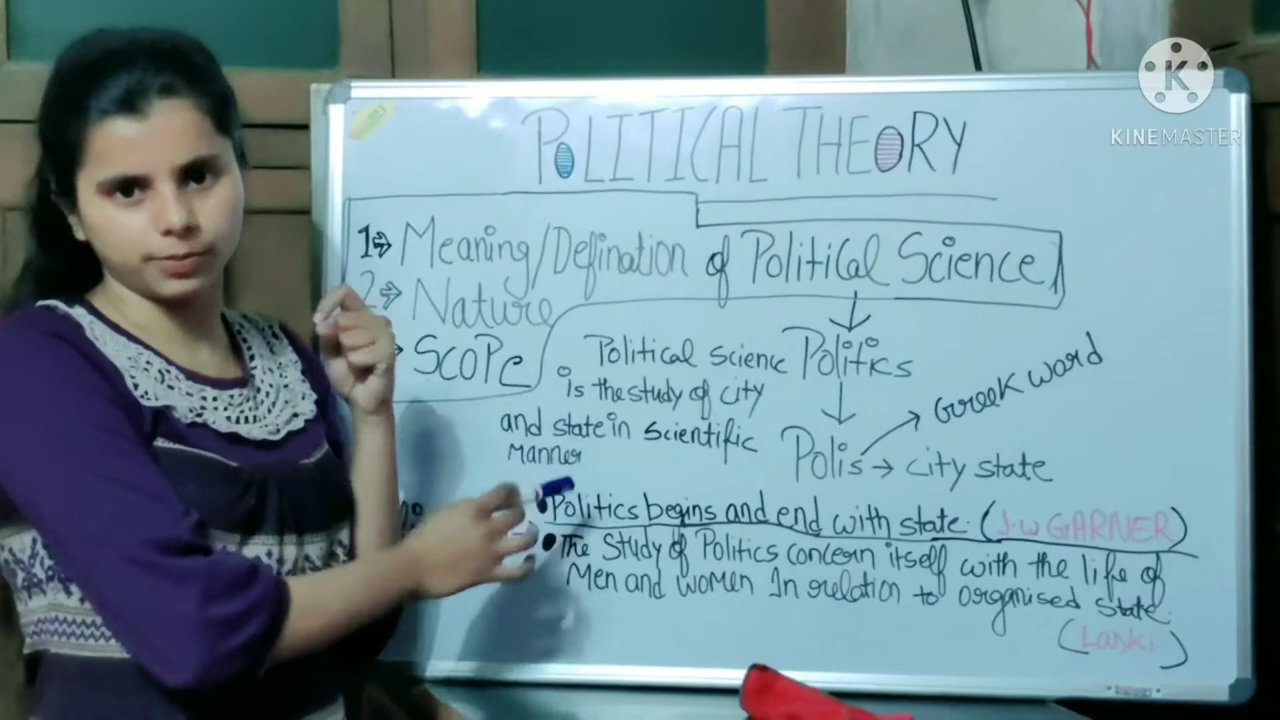 POLITICAL THEORY
1⇒ Meaning/Defination of Political Science
2⇒ Nature
SCOPe
Political science
is the study of city
and state in scientific
manner
Politics
Polis → city state
Greek word
• Politics begins and end with state. (J.W GARNER)
• The Study of Politics concern itself with the life of
Men and women In relation to organised state.
(Laski)
K
KINEMASTER